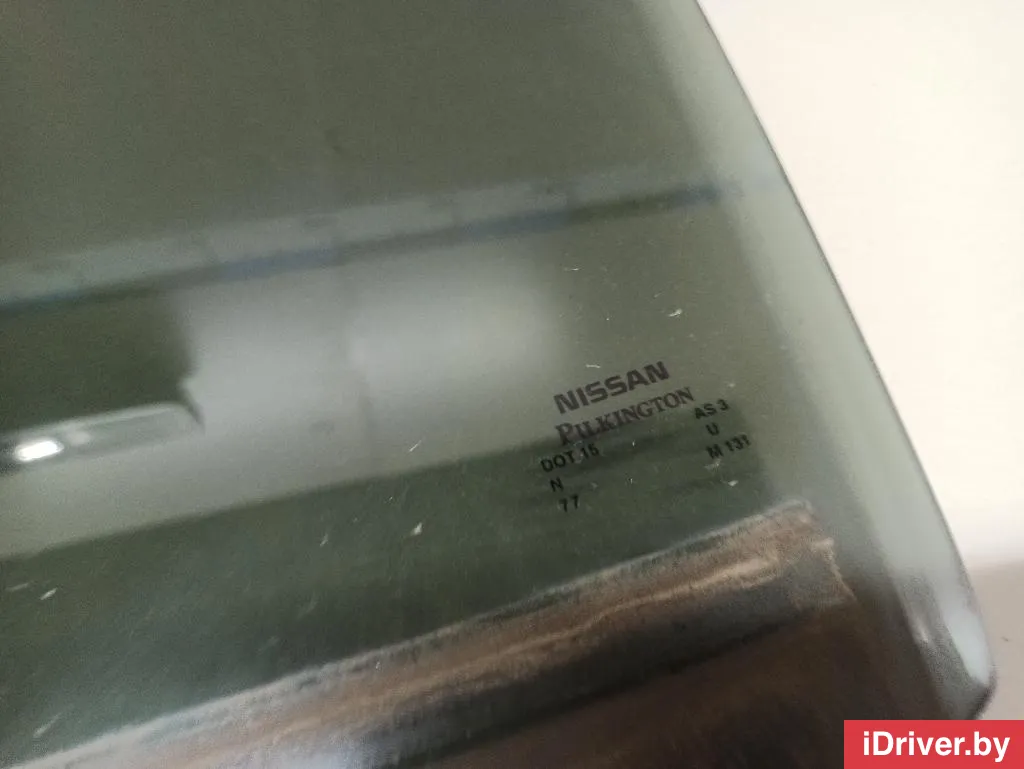 NISSAN
PILKINGTON
DOT 15 AS 3
N U
77 M 131
iDriver.by